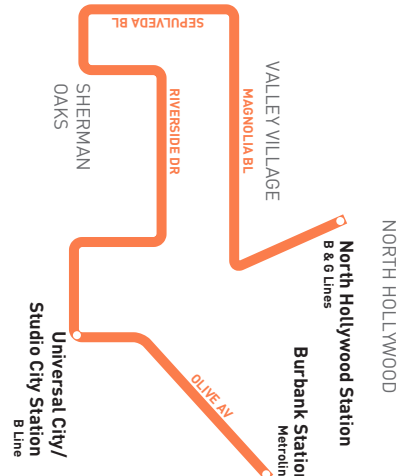 NORTH HOLLYWOOD
North Hollywood Station
B & G Lines
Burbank Station
VALLEY VILLAGE
MAGNOLIA BL
SEPULVEDA BL
RIVERSIDE DR
OLIVE AV
SHERMAN
OAKS
Universal City/
Studio City Station
B Line